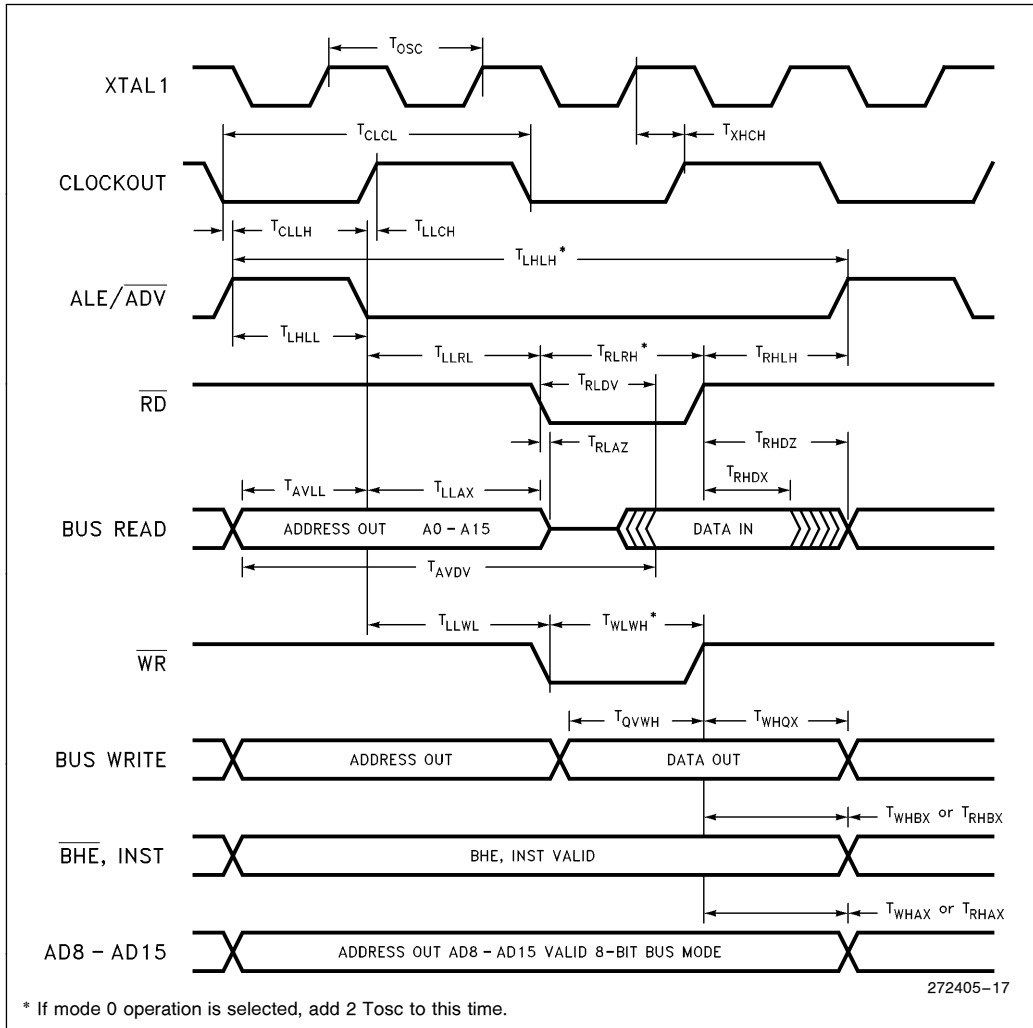 T_OSC
XTAL1
T_CLCL
T_XHCH
CLOCKOUT
T_CLLH
T_LLCH
T_LHLH*
ALE/ADV
T_LHLL
T_LLRL
T_RLRH*
T_RHLH
T_RLDV
RD
T_RLAZ
T_RHDZ
T_RHDX
T_AVLL
T_LLAX
BUS READ
ADDRESS OUT A0 – A15
DATA IN
T_AVDV
T_LLWL
T_WLWH*
WR
T_QVWH
T_WHQX
BUS WRITE
ADDRESS OUT
DATA OUT
T_WHBX or T_RHBX
BHE, INST
BHE, INST VALID
T_WHAX or T_RHAX
AD8 – AD15
ADDRESS OUT AD8 – AD15 VALID 8-BIT BUS MODE
272405–17
* If mode 0 operation is selected, add 2 Tosc to this time.